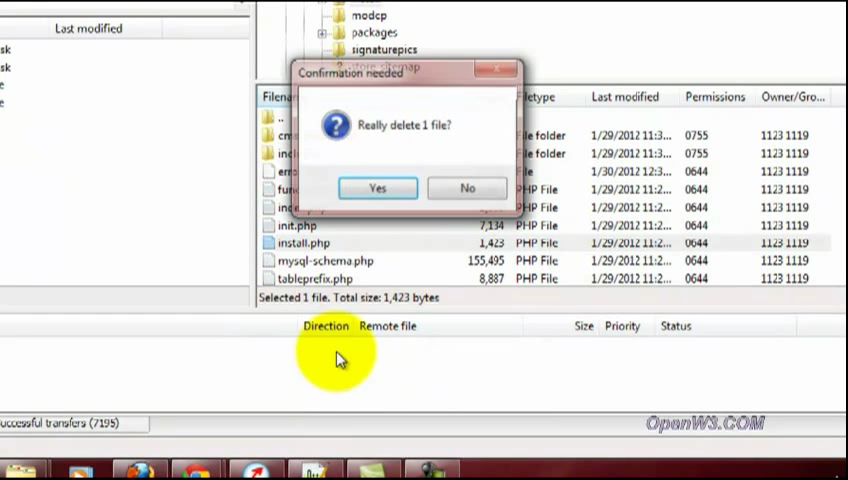 Last modified
sk
sk
e
e
modcp
packages
signaturepics
store_sitemap
Confirmation needed
Really delete 1 file?
Yes No
Filetype Last modified Permissions Owner/Gro...
..
File folder 1/29/2012 11:3... 0755 1123 1119
File folder 1/29/2012 11:3... 0755 1123 1119
File 1/30/2012 12:3... 0644 1123 1119
PHP File 1/29/2012 11:2... 0644 1123 1119
PHP File 1/29/2012 11:2... 0644 1123 1119
init.php 7,134 PHP File 1/29/2012 11:2... 0644 1123 1119
install.php 1,423 PHP File 1/29/2012 11:2... 0644 1123 1119
mysql-schema.php 155,495 PHP File 1/29/2012 11:2... 0644 1123 1119
tableprefix.php 8,887 PHP File 1/29/2012 11:2... 0644 1123 1119
Selected 1 file. Total size: 1,423 bytes
Direction Remote file Size Priority Status
uccessful transfers (7195)
OpenW3.COM